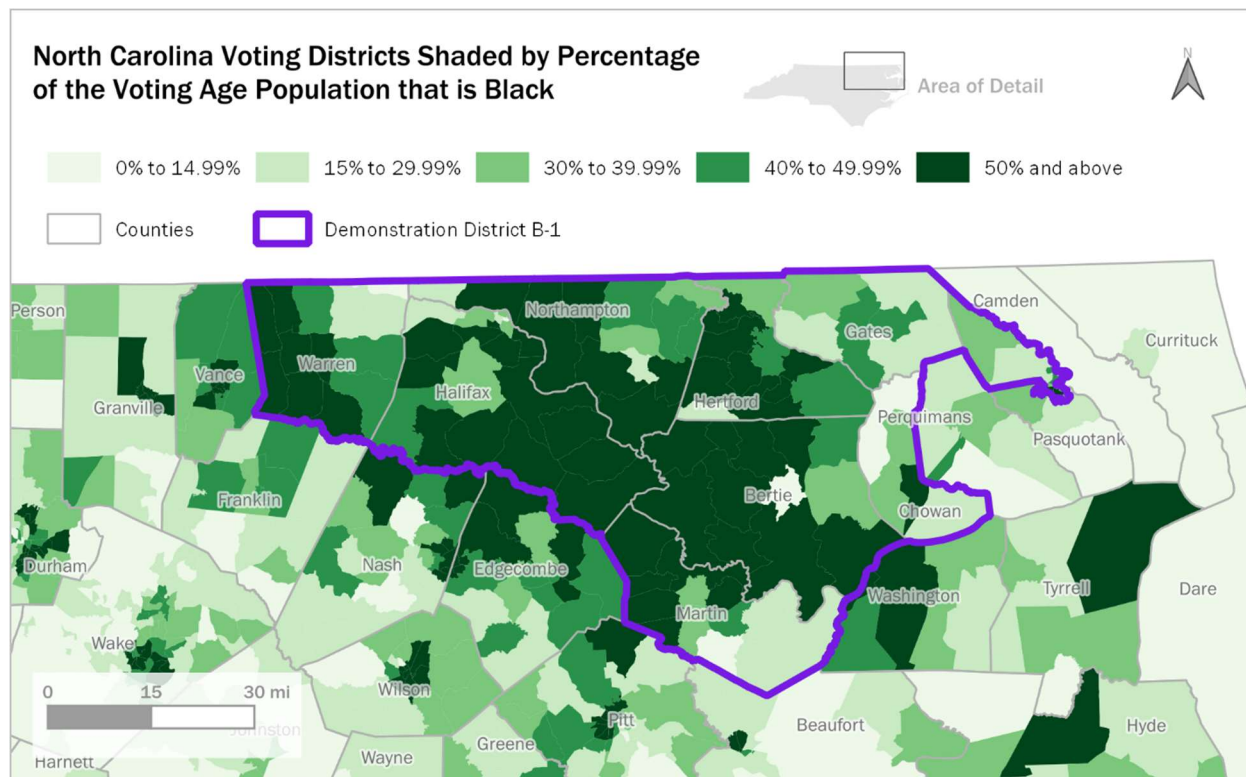 North Carolina Voting Districts Shaded by Percentage
of the Voting Age Population that is Black
N
Area of Detail
0% to 14.99%
15% to 29.99%
30% to 39.99%
40% to 49.99%
50% and above
Counties
Demonstration District B-1
Person
Northampton
Camden
Gates
Currituck
Vance
Warren
Halifax
Granville
Hertford
Perquimans
Pasquotank
Franklin
Bertie
Chowan
Durham
Nash
Edgecombe
Martin
Washington
Tyrrell
Dare
Wake
Wilson
0 15 30 mi
Pitt
Beaufort
Hyde
Johnston
Greene
Wayne
Harnett